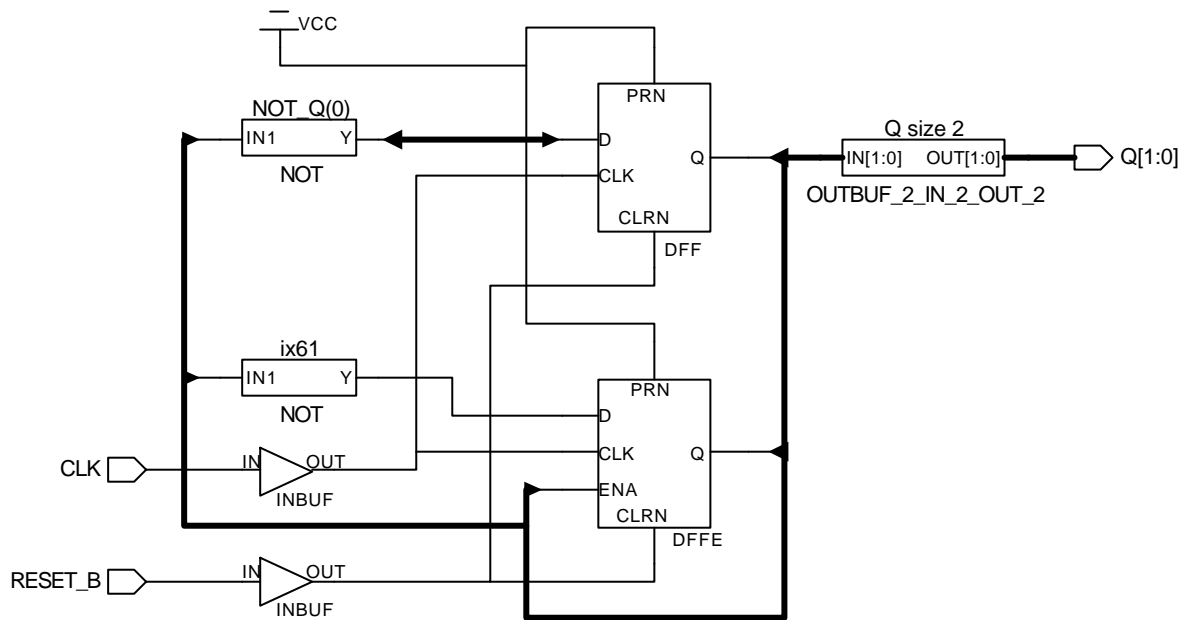 VCC
NOT_Q(0)
IN1 Y
NOT
PRN
D
CLK
Q
CLRN
DFF
Q size 2
IN[1:0] OUT[1:0]
OUTBUF_2_IN_2_OUT_2
Q[1:0]
ix61
IN1 Y
NOT
PRN
D
CLK
Q
ENA
CLRN
DFFE
CLK
IN OUT
INBUF
RESET_B
IN OUT
INBUF